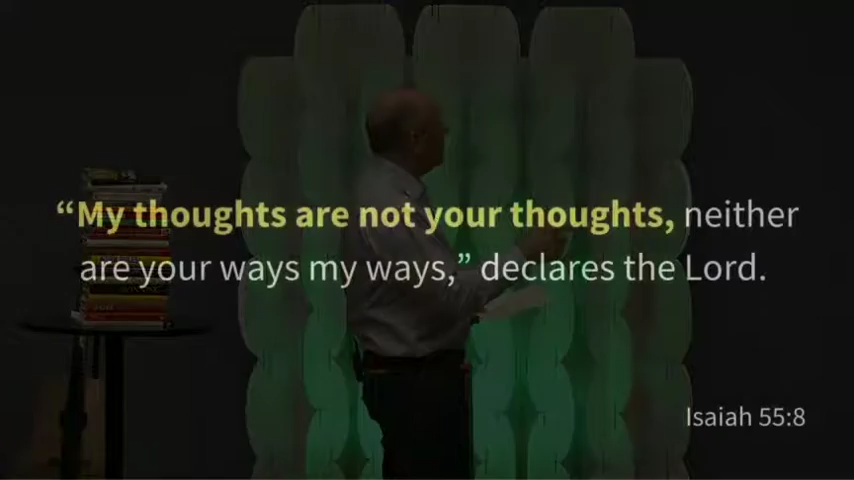 “My thoughts are not your thoughts, neither
are your ways my ways,” declares the Lord.
Isaiah 55:8